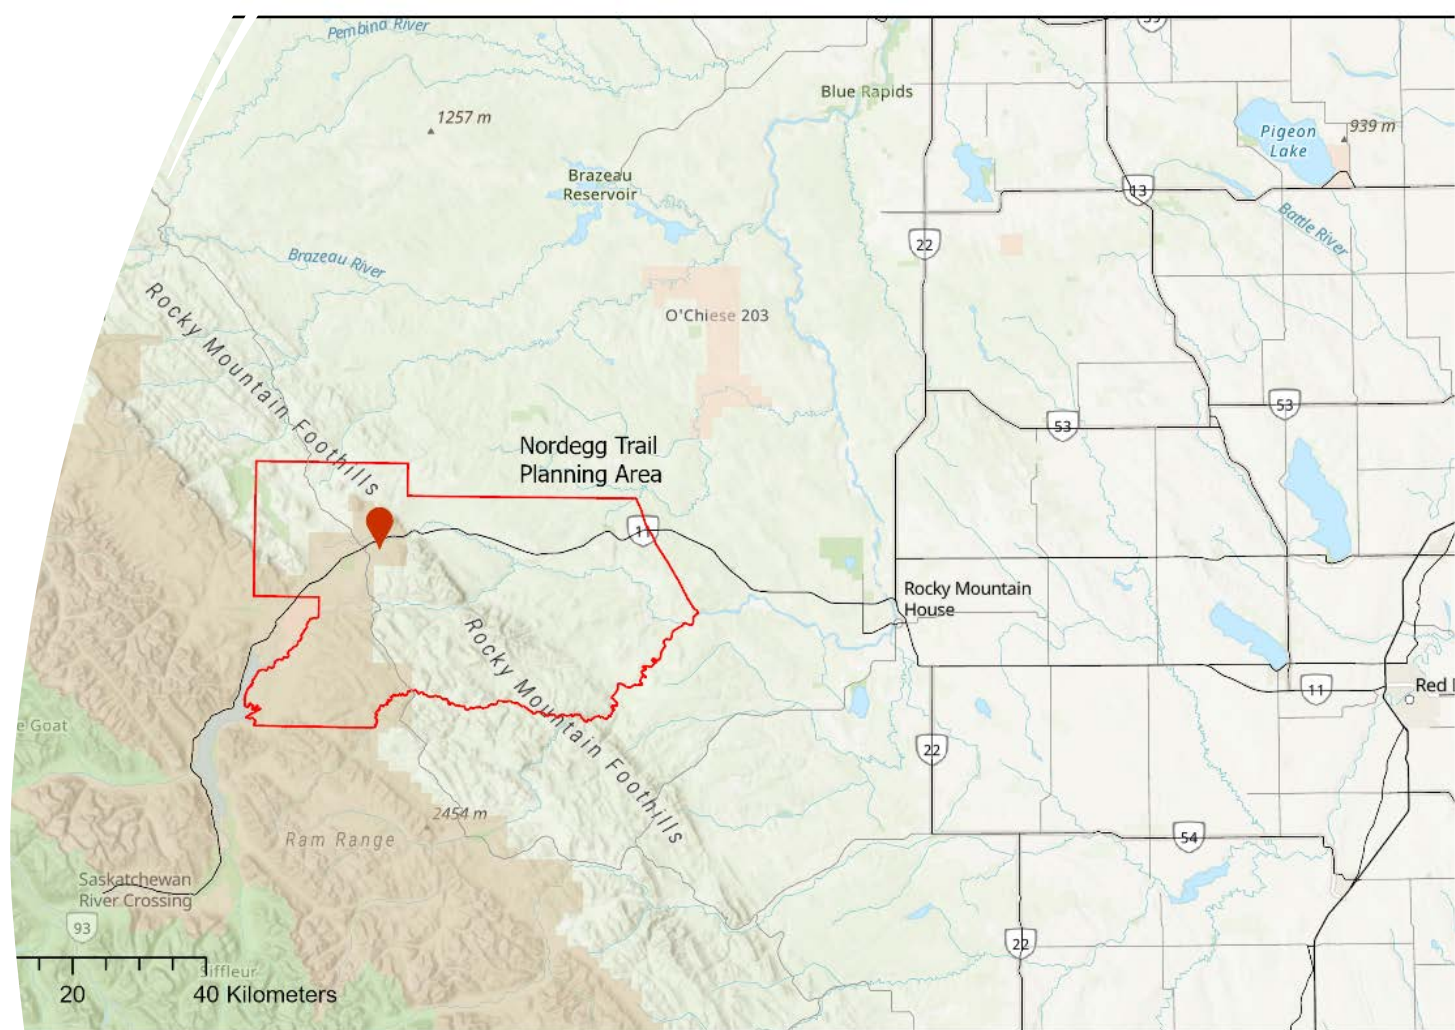 39
Pembina River
Blue Rapids
1257 m
Pigeon
Lake
939 m
Brazeau
Reservoir
13
Battle River
22
Brazeau River
Rocky Mountain Foothills
O'Chiese 203
53
53
Nordegg Trail
Planning Area
11
Rocky Mountain
House
Rocky Mountain Foothills
11
Red
e Goat
22
2454 m
Ram Range
54
Saskatchewan
River Crossing
93
22
Siffleur
20
40 Kilometers